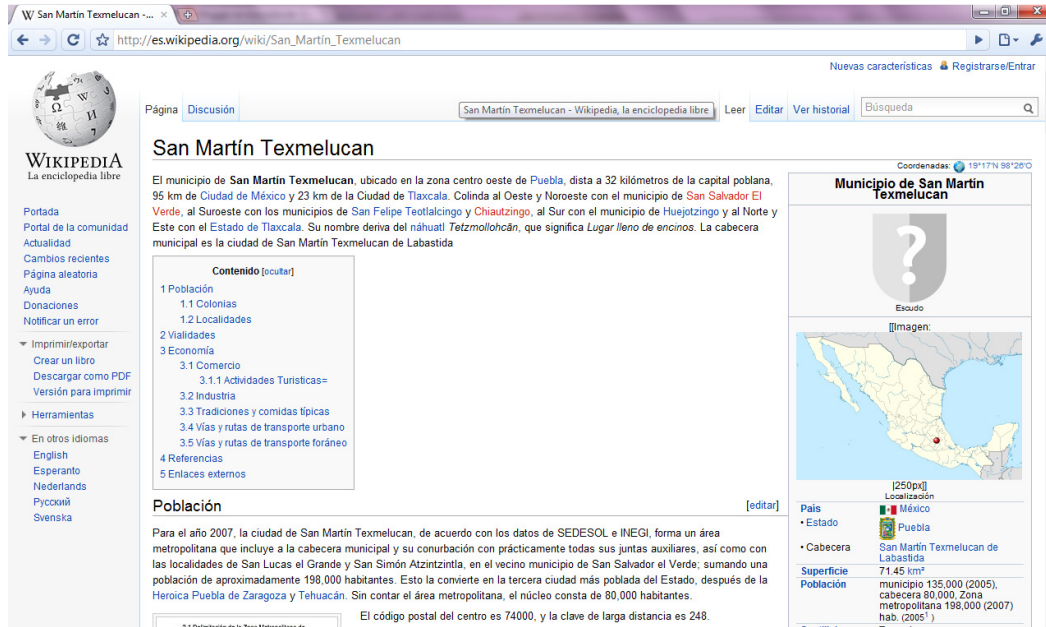 San Martín Texmelucan -...
http://es.wikipedia.org/wiki/San_Martín_Texmelucan
Nuevas características Registrarse/Entrar
Página Discusión
San Martín Texmelucan - Wikipedia, la enciclopedia libre
Leer Editar Ver historial Búsqueda
WIKIPEDIA
La enciclopedia libre
Portada
Portal de la comunidad
Actualidad
Cambios recientes
Página aleatoria
Ayuda
Donaciones
Notificar un error
Imprimir/exportar
Crear un libro
Descargar como PDF
Versión para imprimir
Herramientas
En otros idiomas
English
Esperanto
Nederlands
Русский
Svenska
San Martín Texmelucan
Coordenadas: 19°17′N 98°26′O
El municipio de San Martín Texmelucan, ubicado en la zona centro oeste de Puebla, dista a 32 kilómetros de la capital poblana,
95 km de Ciudad de México y 23 km de la Ciudad de Tlaxcala. Colinda al Oeste y Noroeste con el municipio de San Salvador El
Verde, al Suroeste con los municipios de San Felipe Teotlalcingo y Chiautzingo, al Sur con el municipio de Huejotzingo y al Norte y
Este con el Estado de Tlaxcala. Su nombre deriva del náhuatl Tetzmollohcān, que significa Lugar lleno de encinos. La cabecera
municipal es la ciudad de San Martín Texmelucan de Labastida
Contenido [ocultar]
1 Población
1.1 Colonias
1.2 Localidades
2 Vialidades
3 Economía
3.1 Comercio
3.1.1 Actividades Turisticas=
3.2 Industria
3.3 Tradiciones y comidas típicas
3.4 Vías y rutas de transporte urbano
3.5 Vías y rutas de transporte foráneo
4 Referencias
5 Enlaces externos
Población [editar]
Para el año 2007, la ciudad de San Martín Texmelucan, de acuerdo con los datos de SEDESOL e INEGI, forma un área
metropolitana que incluye a la cabecera municipal y su conurbación con prácticamente todas sus juntas auxiliares, así como con
las localidades de San Lucas el Grande y San Simón Atzintzintla, en el vecino municipio de San Salvador el Verde; sumando una
población de aproximadamente 198,000 habitantes. Esto la convierte en la tercera ciudad más poblada del Estado, después de la
Heroica Puebla de Zaragoza y Tehuacán. Sin contar el área metropolitana, el núcleo consta de 80,000 habitantes.
El código postal del centro es 74000, y la clave de larga distancia es 248.
Municipio de San Martín
Texmelucan
Escudo
[[Imagen:
|250px]]
Localización
País México
• Estado Puebla
• Cabecera San Martín Texmelucan de
Labastida
Superficie 71.45 km²
Población municipio 135,000 (2005),
cabecera 80,000, Zona
metropolitana 198,000 (2007)
hab. (2005¹ )